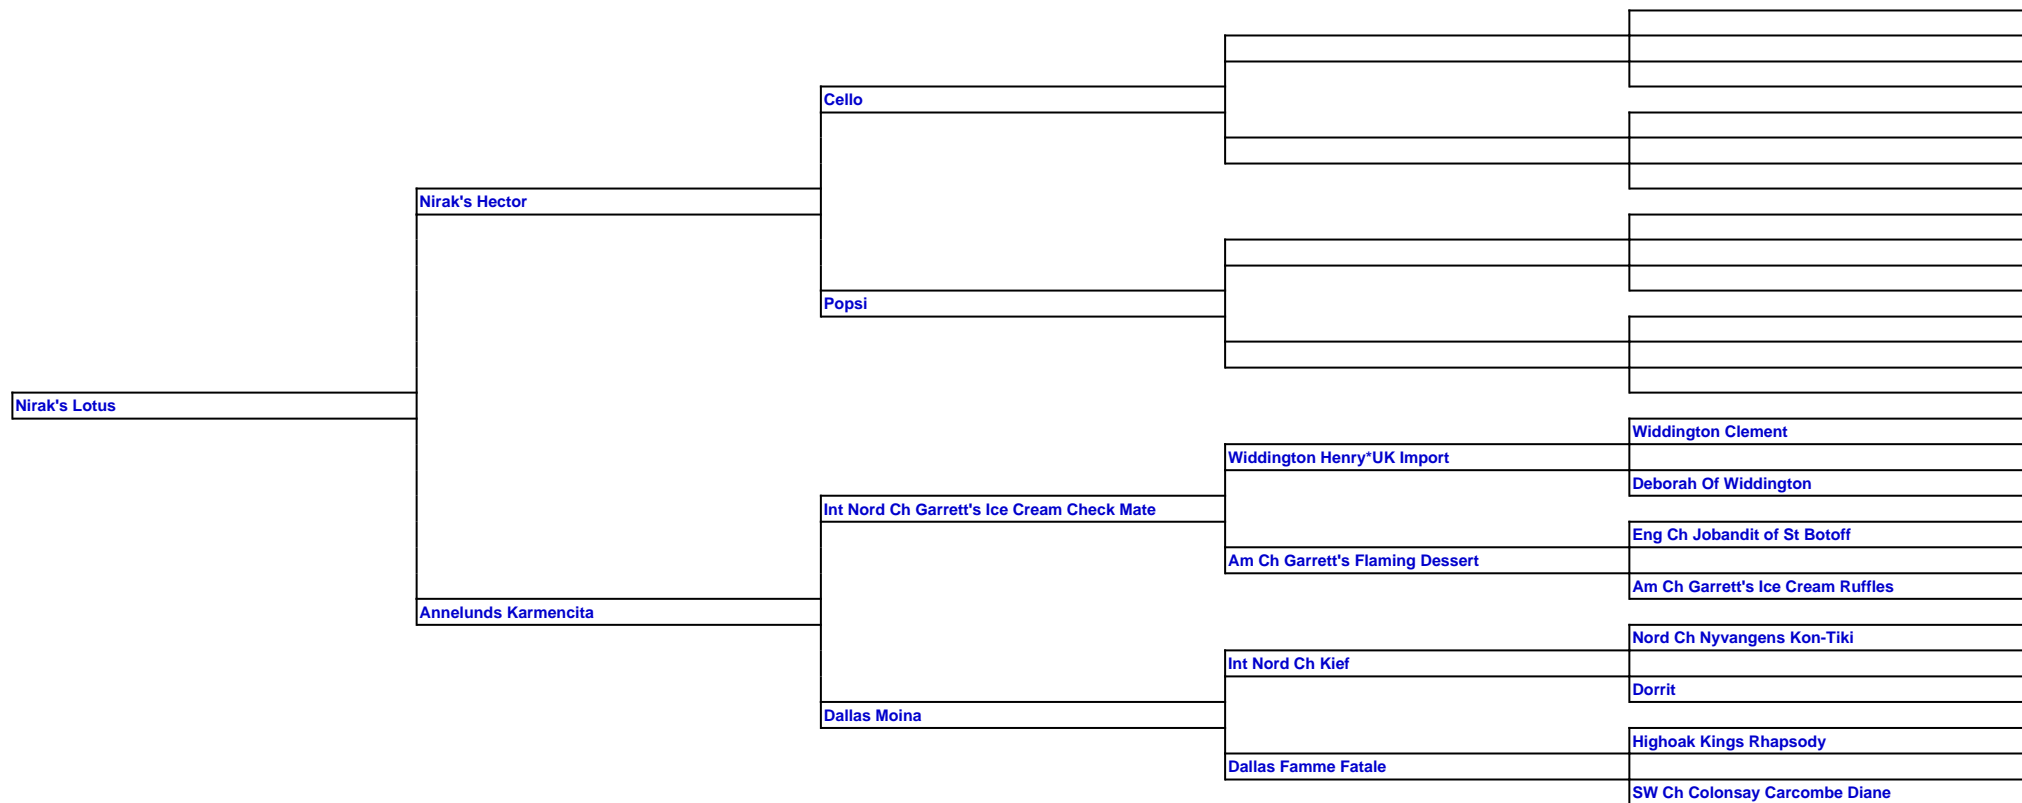 Cello
Nirak's Hector
Popsi
Nirak's Lotus
Widdington Clement
Widdington Henry*UK Import
Deborah Of Widdington
Int Nord Ch Garrett's Ice Cream Check Mate
Eng Ch Jobandit of St Botoff
Am Ch Garrett's Flaming Dessert
Am Ch Garrett's Ice Cream Ruffles
Annelunds Karmencita
Nord Ch Nyvangens Kon-Tiki
Int Nord Ch Kief
Dorrit
Dallas Moina
Highoak Kings Rhapsody
Dallas Famme Fatale
SW Ch Colonsay Carcombe Diane